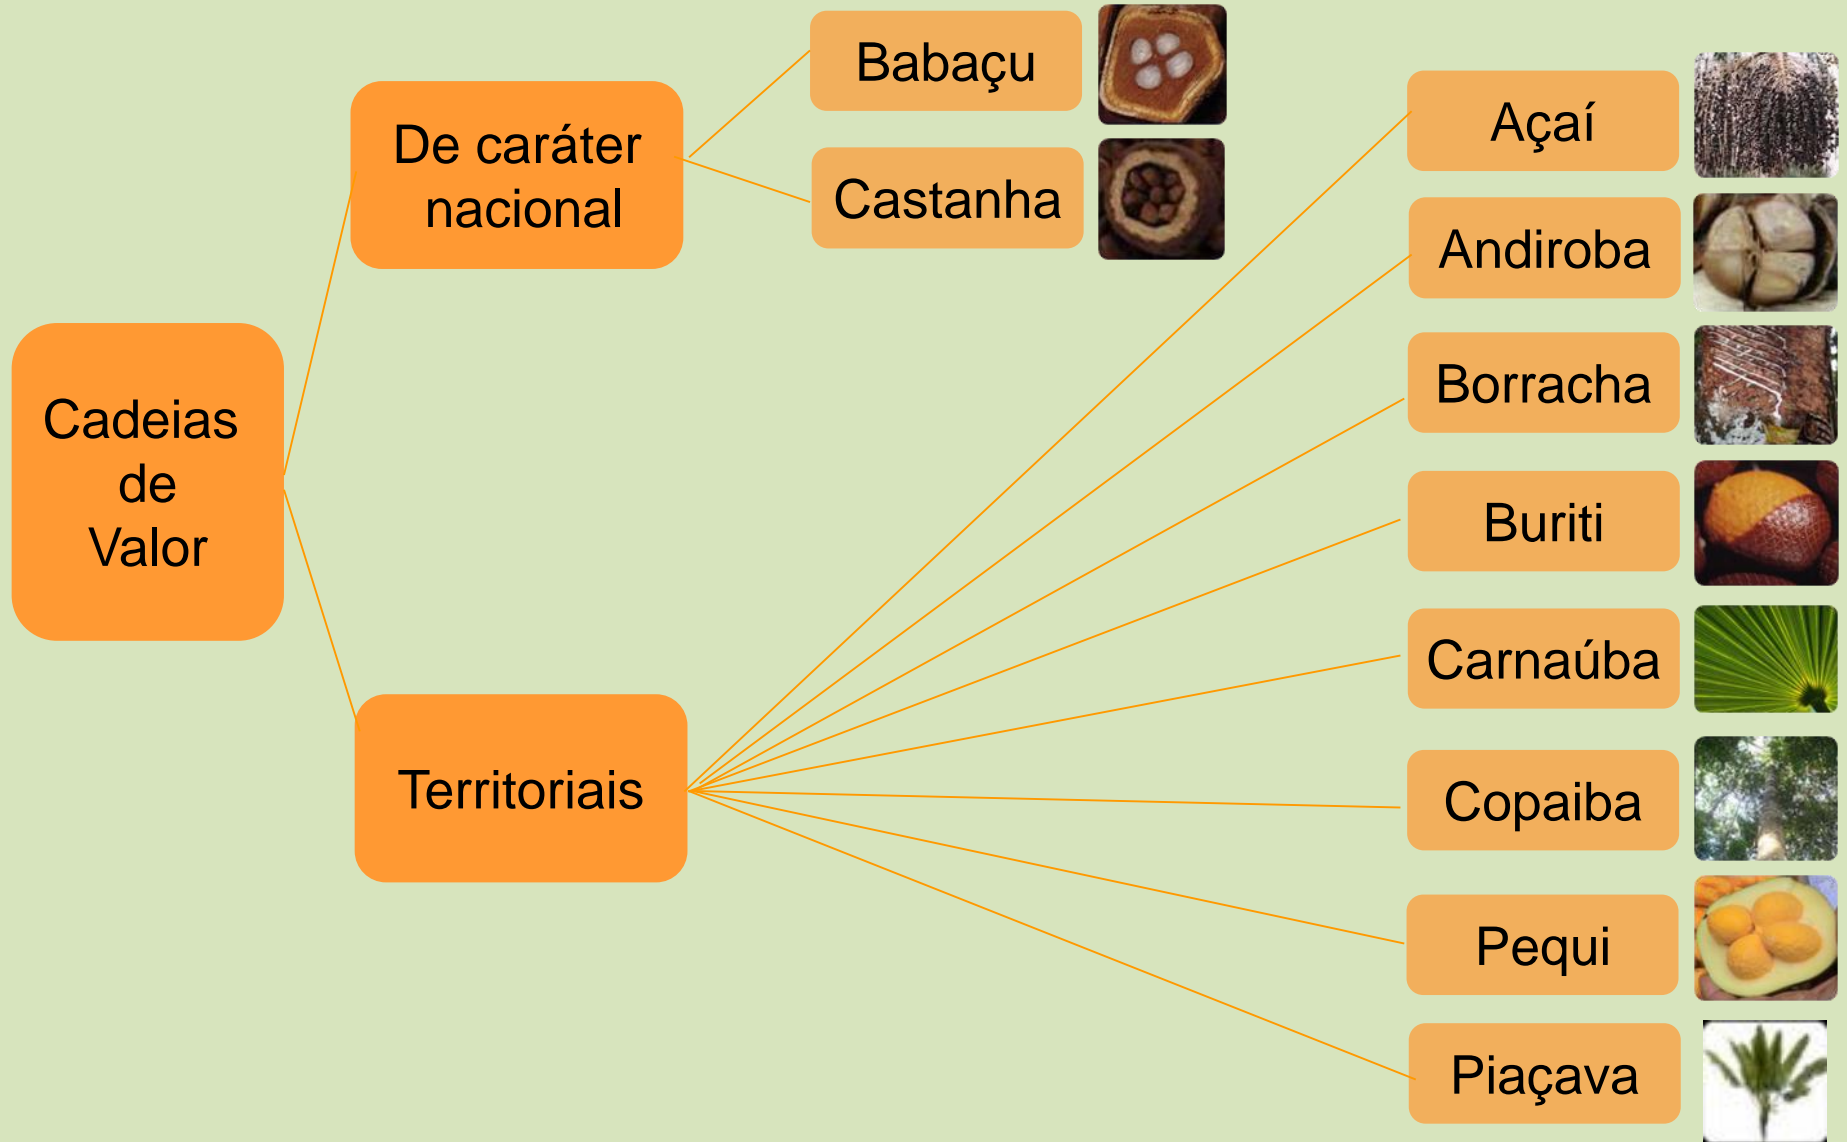 Cadeias
de
Valor
De caráter
nacional
Babaçu
Castanha
Territoriais
Açaí
Andiroba
Borracha
Buriti
Carnaúba
Copaiba
Pequi
Piaçava